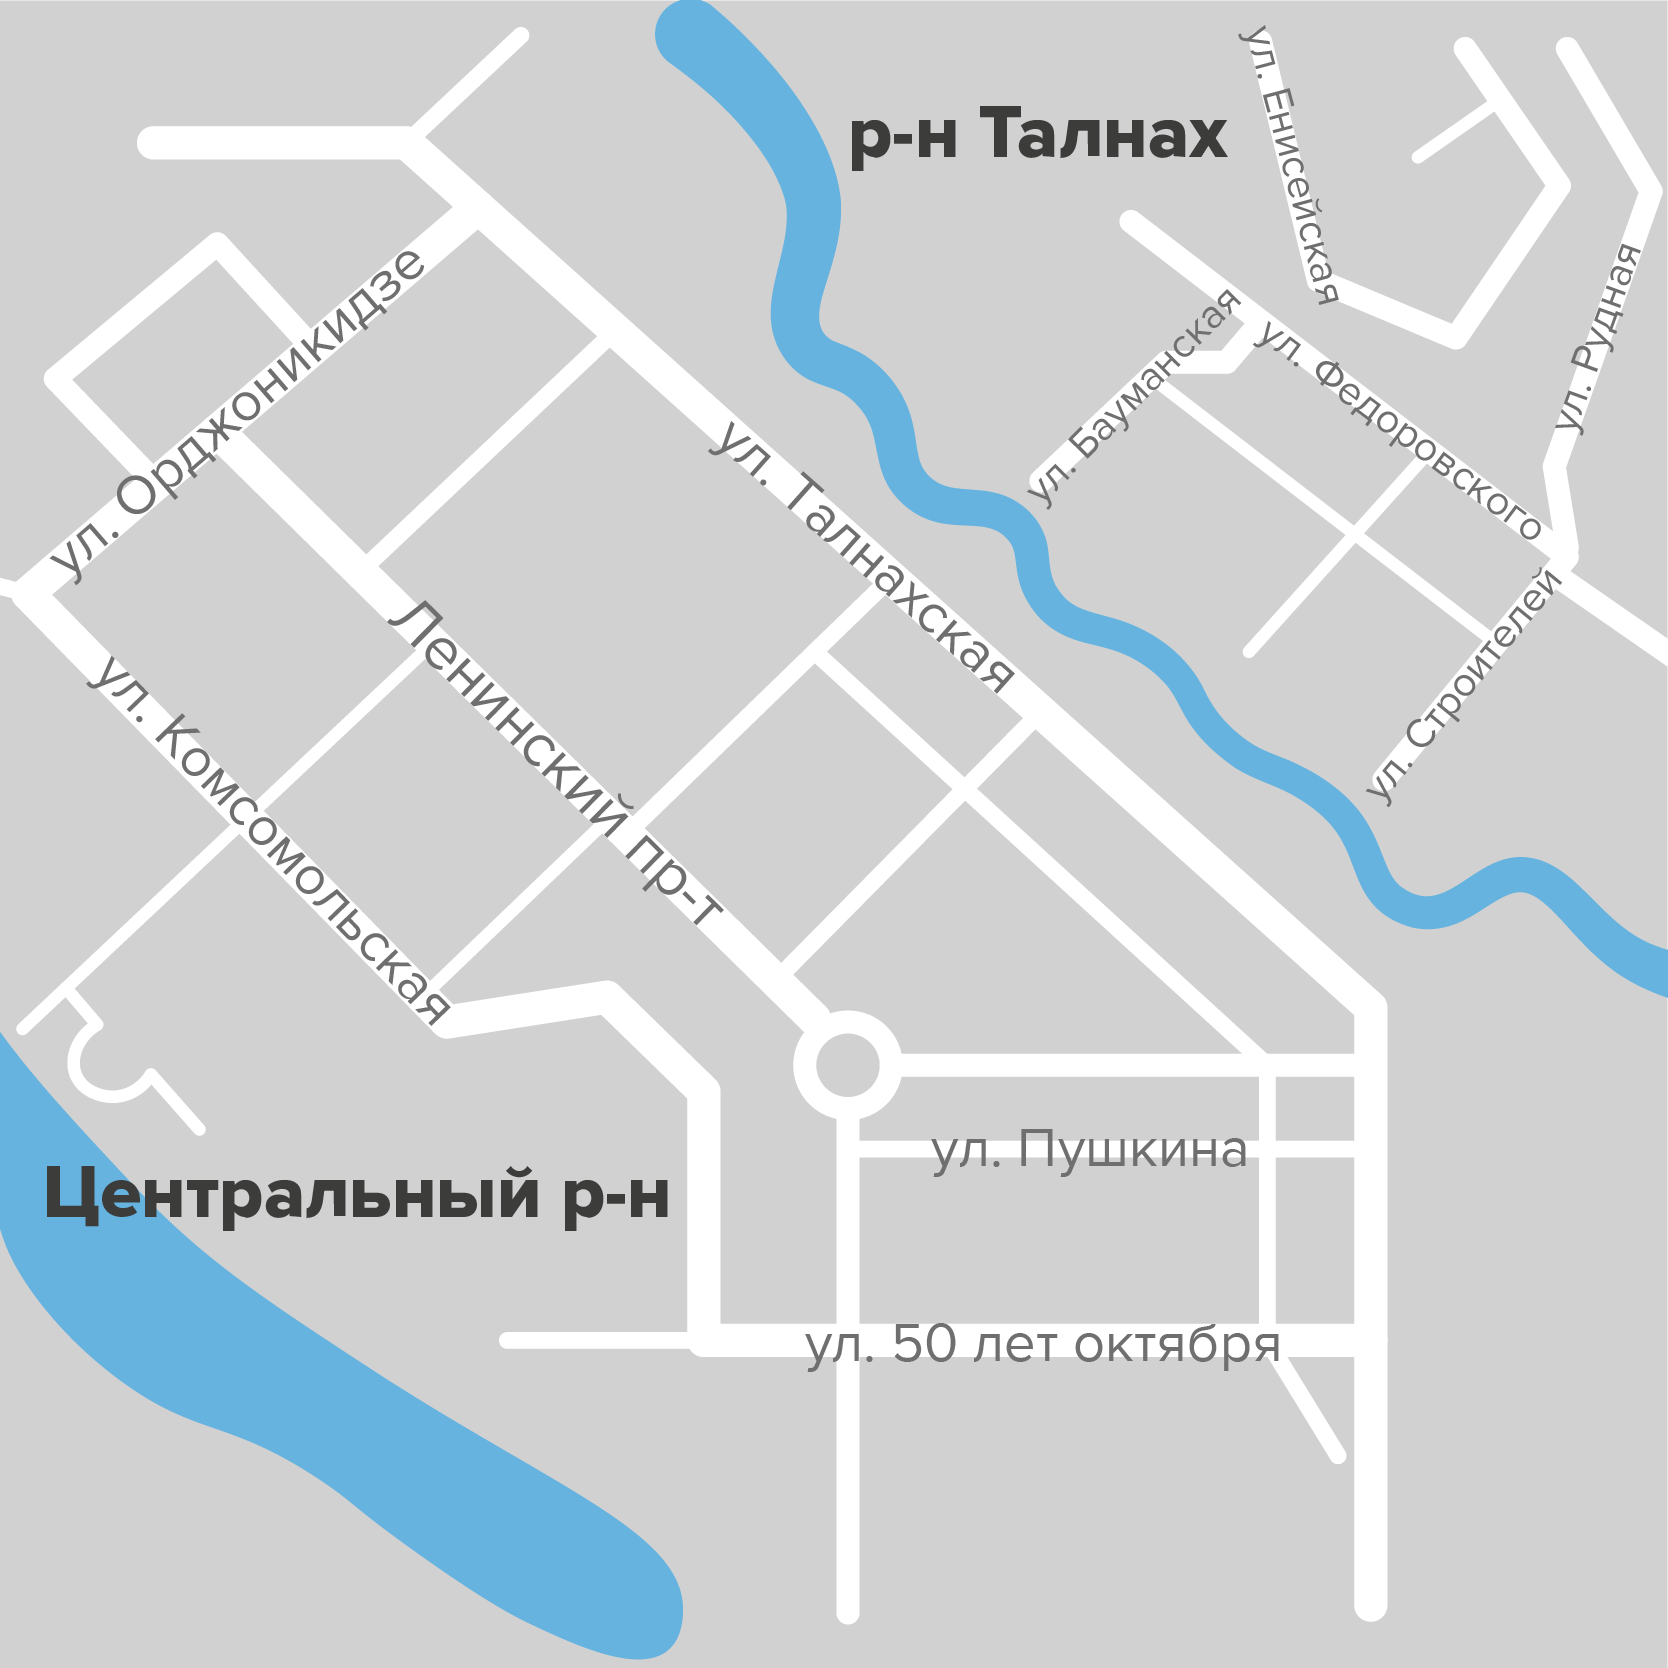 ул. Енисейская
р-н Талнах
ул. Орджоникидзе
ул. Рудная
ул. Бауманская
ул. Федоровского
ул. Талнахская
ул. Строителей
Ленинский пр-т
ул. Комсомольская
ул. Пушкина
Центральный р-н
ул. 50 лет октября